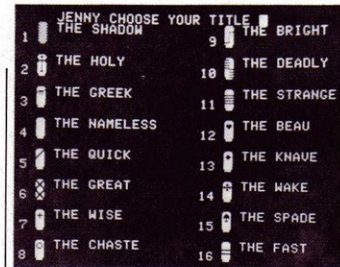 JENNY CHOOSE YOUR TITLE
1 THE SHADOW
2 THE HOLY
3 THE GREEK
4 THE NAMELESS
5 THE QUICK
6 THE GREAT
7 THE WISE
8 THE CHASTE
9 THE BRIGHT
10 THE DEADLY
11 THE STRANGE
12 THE BEAU
13 THE KNAVE
14 THE WAKE
15 THE SPADE
16 THE FAST